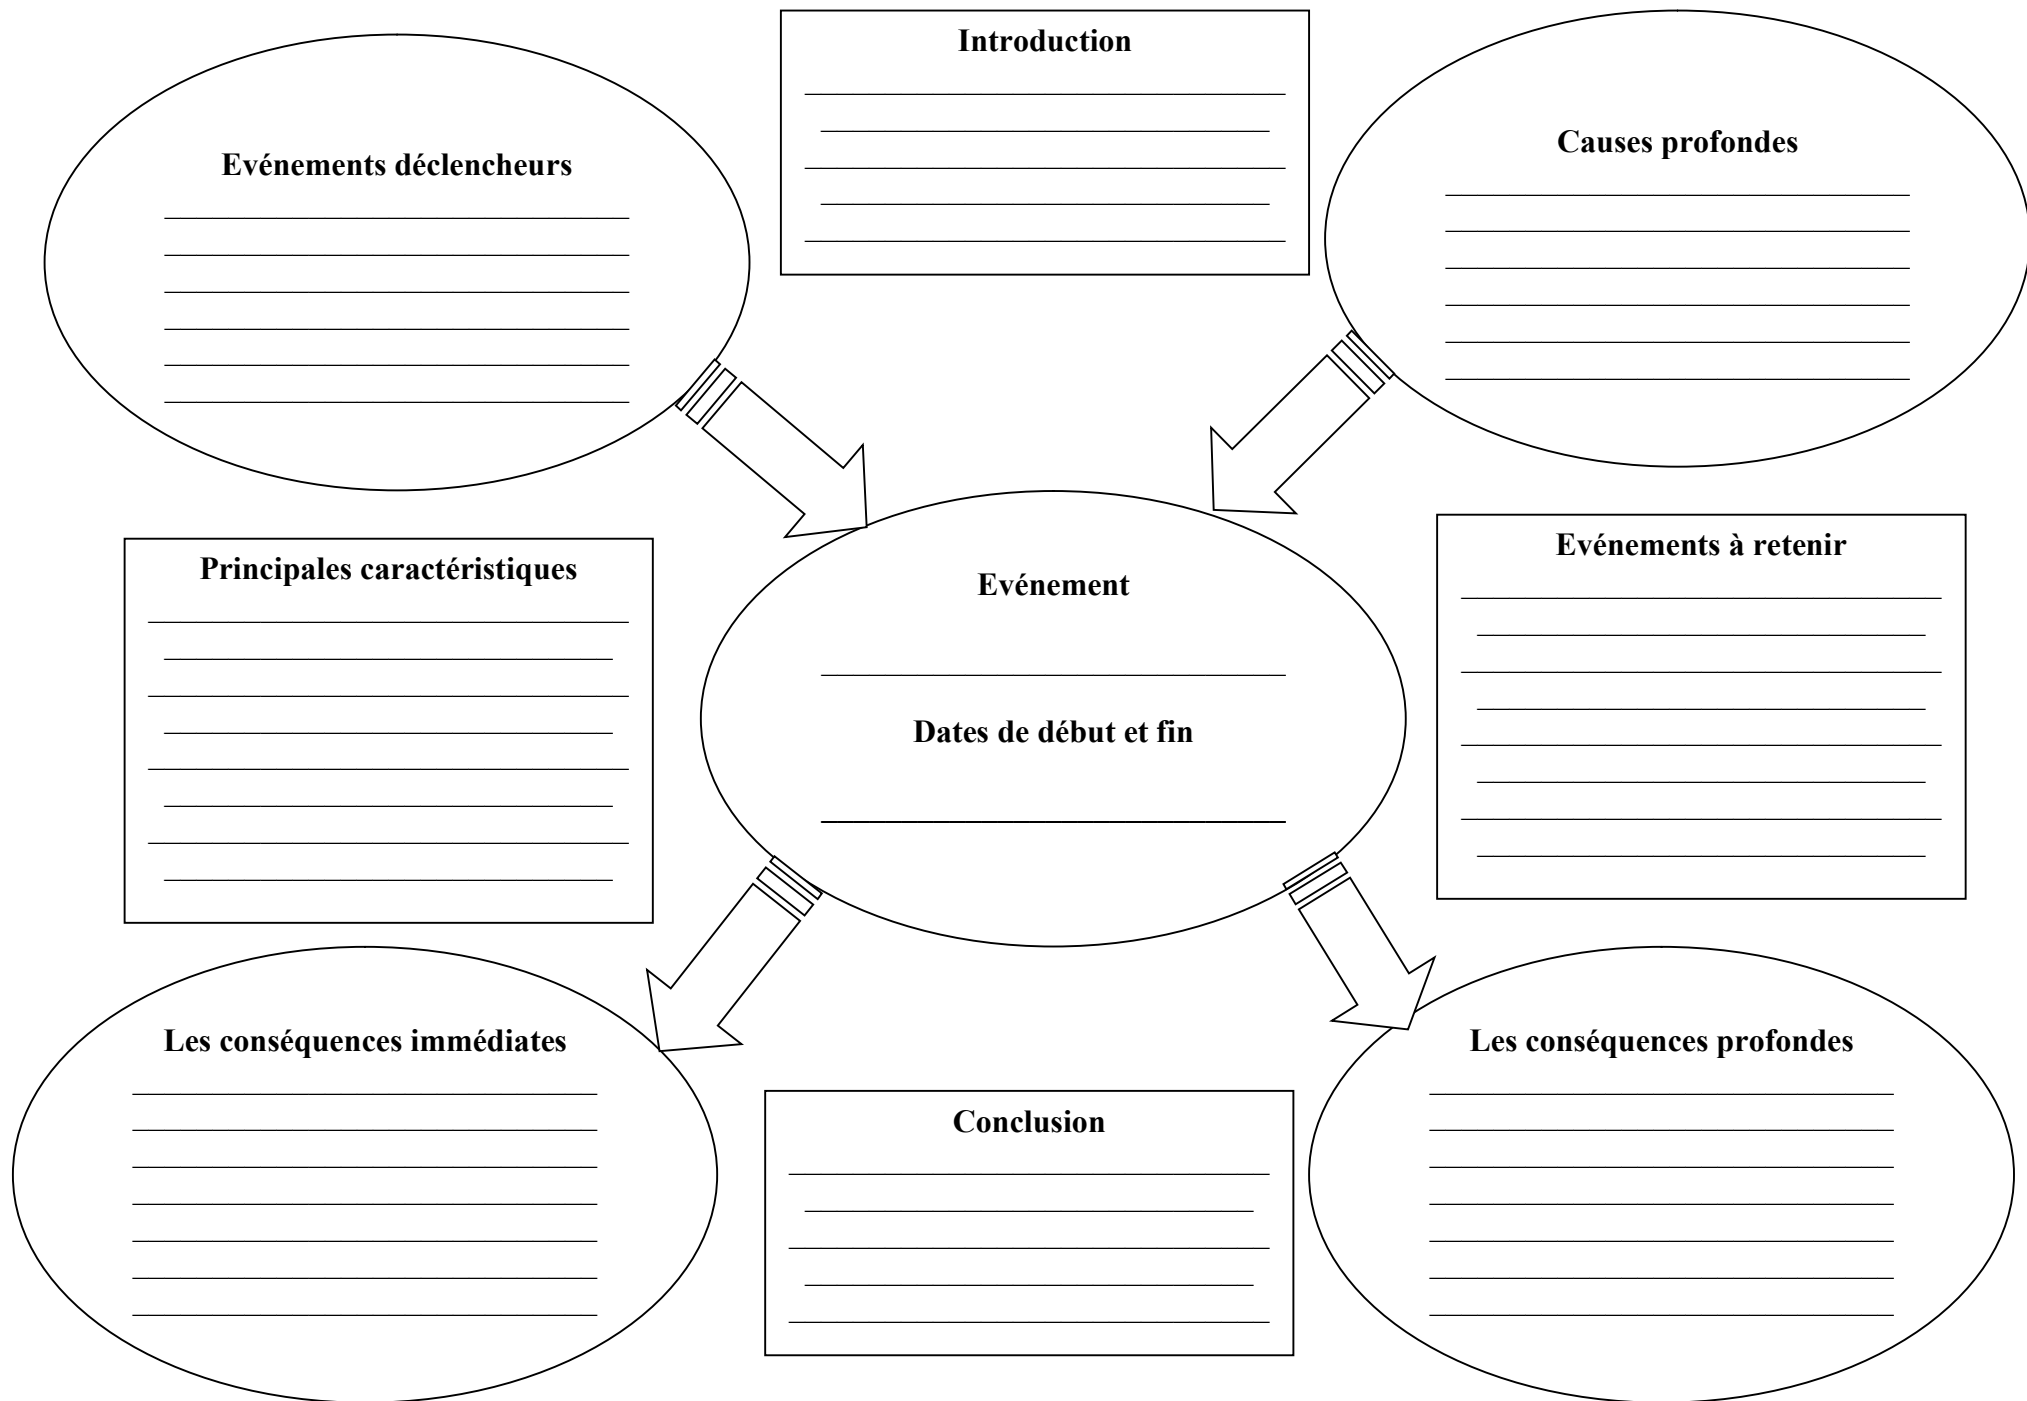 Introduction
Causes profondes
Evénements déclencheurs
Evénements à retenir
Principales caractéristiques
Evénement
Dates de début et fin
Les conséquences immédiates
Les conséquences profondes
Conclusion